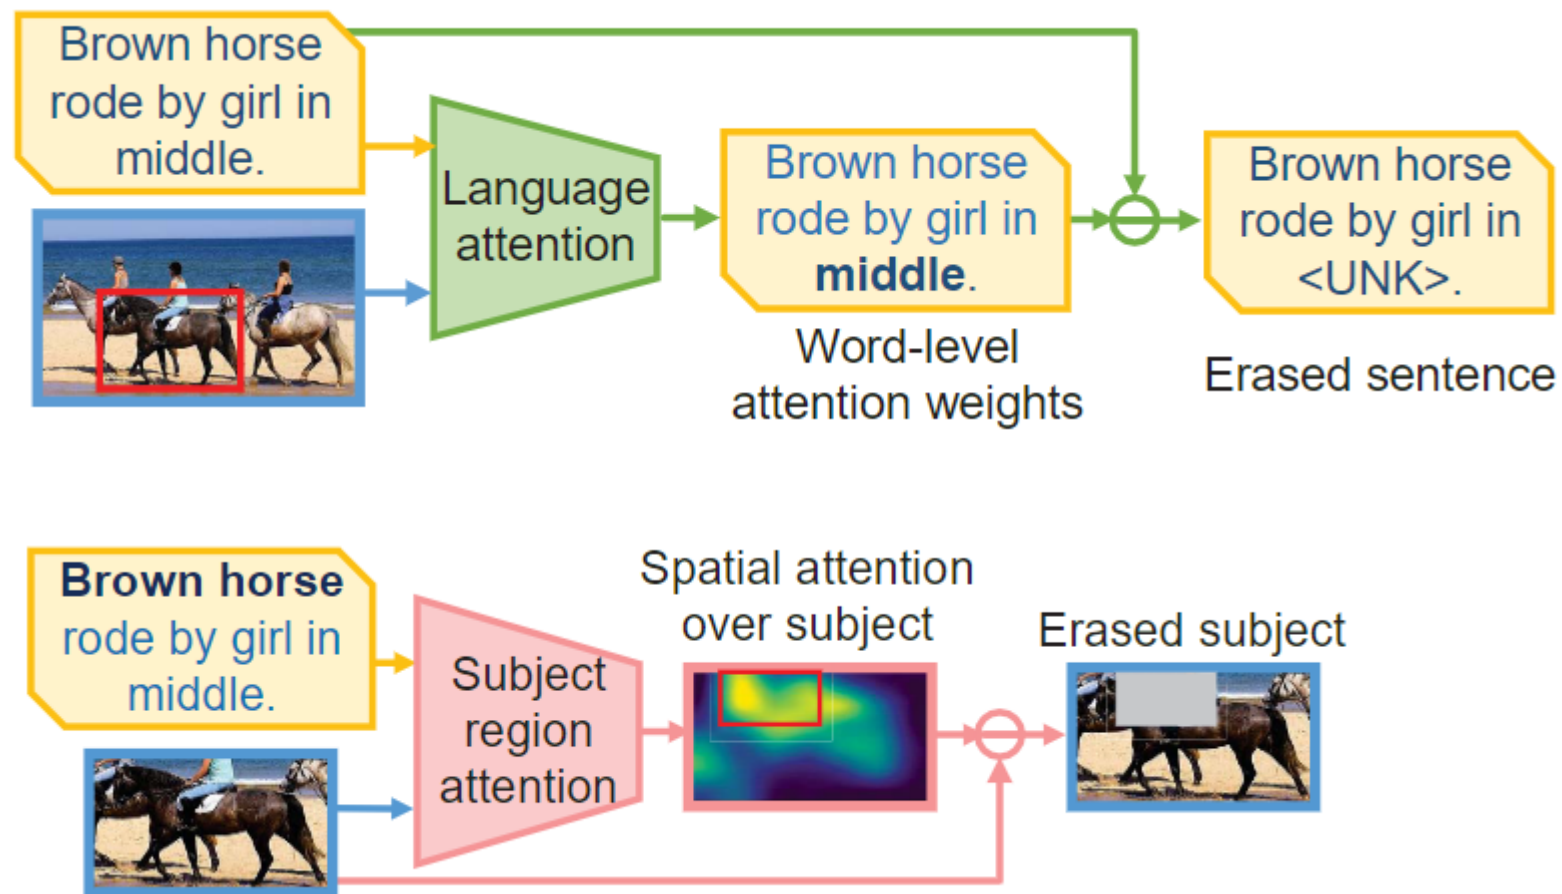 Brown horse
rode by girl in
middle.
Language
attention
Brown horse
rode by girl in
middle.
Word-level
attention weights
Brown horse
rode by girl in
<UNK>.
Erased sentence
Brown horse
rode by girl in
middle.
Subject
region
attention
Spatial attention
over subject
Erased subject